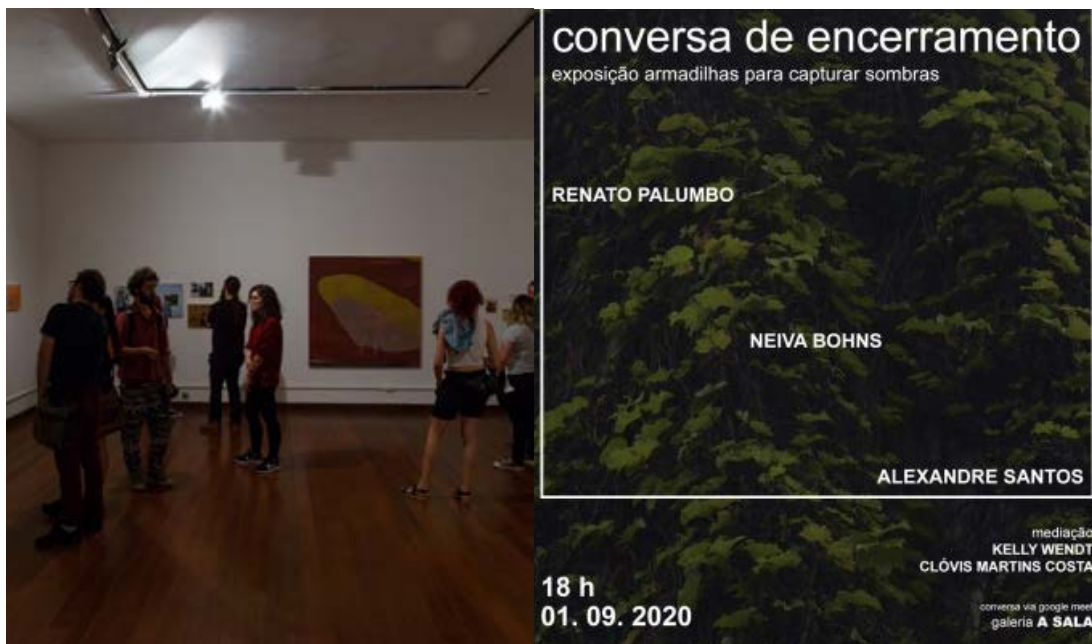 conversa de encerramento
exposição armadilhas para capturar sombras
RENATO PALUMBO
NEIVA BOHNS
ALEXANDRE SANTOS
mediação
KELLY WENDT
CLÓVIS MARTINS COSTA
18 h
01. 09. 2020
conversa via google meet
galeria A SALA